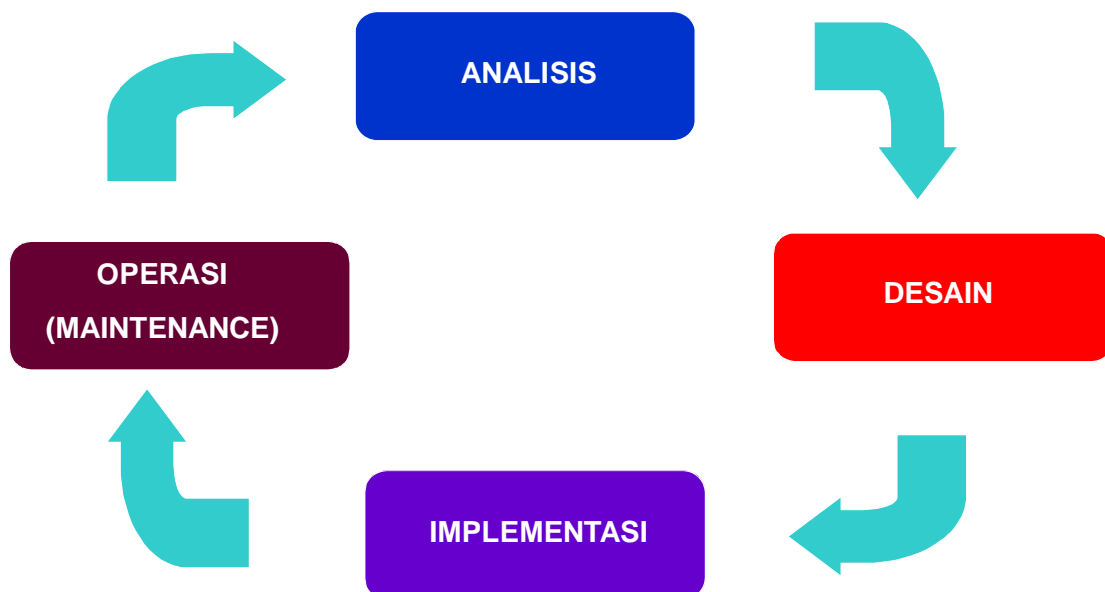 ANALISIS
OPERASI
(MAINTENANCE)
DESAIN
IMPLEMENTASI